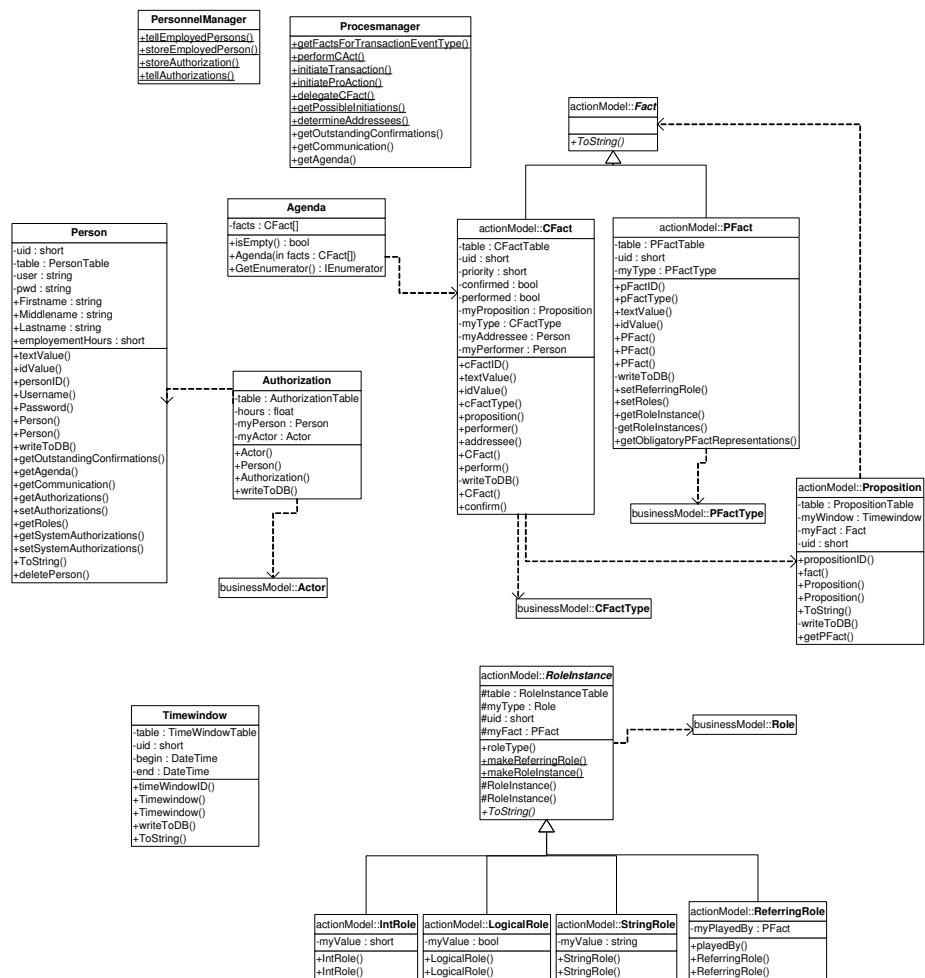 PersonnelManager
+tellEmployedPersons()
+storeEmployedPerson()
+storeAuthorization()
+tellAuthorizations()
Procesmanager
+getFactsForTransactionEventType()
+performCAct()
+initiateTransaction()
+initiateProAction()
+delegateCFact()
+getPossibleInitiations()
+determineAddressees()
+getOutstandingConfirmations()
+getCommunication()
+getAgenda()
actionModel::Fact
+ToString()
Agenda
-facts : CFact[]
+isEmpty() : bool
+Agenda(in facts : CFact[])
+GetEnumerator() : IEnumerator
Person
-uid : short
-table : PersonTable
-user : string
-pwd : string
+Firstname : string
+Middlename : string
+Lastname : string
+employementHours : short
+textValue()
+idValue()
+personID()
+Username()
+Password()
+Person()
+Person()
+writeToDB()
+getOutstandingConfirmations()
+getAgenda()
+getCommunication()
+getAuthorizations()
+setAuthorizations()
+getRoles()
+getSystemAuthorizations()
+setSystemAuthorizations()
+ToString()
+deletePerson()
Authorization
-table : AuthorizationTable
-hours : float
-myPerson : Person
-myActor : Actor
+Actor()
+Person()
+Authorization()
+writeToDB()
businessModel::Actor
actionModel::CFact
-table : CFactTable
-uid : short
-priority : short
-confirmed : bool
-performed : bool
-myProposition : Proposition
-myType : CFactType
-myAddressee : Person
-myPerformer : Person
+cFactID()
+textValue()
+idValue()
+cFactType()
+proposition()
+performer()
+addressee()
+CFact()
+perform()
-writeToDB()
+CFact()
+confirm()
actionModel::PFact
-table : PFactTable
-uid : short
-myType : PFactType
+pFactID()
+pFactType()
+textValue()
+idValue()
+PFact()
+PFact()
+PFact()
-writeToDB()
+setReferringRole()
+setRoles()
+getRoleInstance()
-getRoleInstances()
+getObligatoryPFactRepresentations()
businessModel::PFactType
businessModel::CFactType
actionModel::Proposition
-table : PropositionTable
-myWindow : Timewindow
-myFact : Fact
-uid : short
+propositionID()
+fact()
+Proposition()
+Proposition()
+ToString()
-writeToDB()
+getPFact()
Timewindow
-table : TimeWindowTable
-uid : short
-begin : DateTime
-end : DateTime
+timeWindowID()
+Timewindow()
+Timewindow()
+writeToDB()
+ToString()
actionModel::RoleInstance
#table : RoleInstanceTable
#myType : Role
#uid : short
#myFact : PFact
+roleType()
+makeReferringRole()
+makeRoleInstance()
#RoleInstance()
#RoleInstance()
+ToString()
businessModel::Role
actionModel::IntRole
-myValue : short
+IntRole()
+IntRole()
actionModel::LogicalRole
-myValue : bool
+LogicalRole()
+LogicalRole()
actionModel::StringRole
-myValue : string
+StringRole()
+StringRole()
actionModel::ReferringRole
-myPlayedBy : PFact
+playedBy()
+ReferringRole()
+ReferringRole()